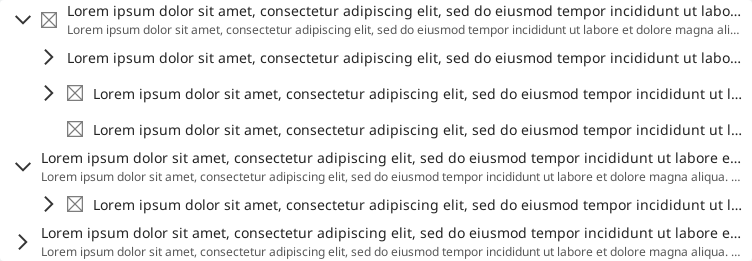 Lorem ipsum dolor sit amet, consectetur adipiscing elit, sed do eiusmod tempor incididunt ut labo...
Lorem ipsum dolor sit amet, consectetur adipiscing elit, sed do eiusmod tempor incididunt ut labore et dolore magna ali...
Lorem ipsum dolor sit amet, consectetur adipiscing elit, sed do eiusmod tempor incididunt ut labo...
Lorem ipsum dolor sit amet, consectetur adipiscing elit, sed do eiusmod tempor incididunt ut l...
Lorem ipsum dolor sit amet, consectetur adipiscing elit, sed do eiusmod tempor incididunt ut l...
Lorem ipsum dolor sit amet, consectetur adipiscing elit, sed do eiusmod tempor incididunt ut labore e...
Lorem ipsum dolor sit amet, consectetur adipiscing elit, sed do eiusmod tempor incididunt ut labore et dolore magna aliqua. ...
Lorem ipsum dolor sit amet, consectetur adipiscing elit, sed do eiusmod tempor incididunt ut l...
Lorem ipsum dolor sit amet, consectetur adipiscing elit, sed do eiusmod tempor incididunt ut labore e...
Lorem ipsum dolor sit amet, consectetur adipiscing elit, sed do eiusmod tempor incididunt ut labore et dolore magna aliqua. ...